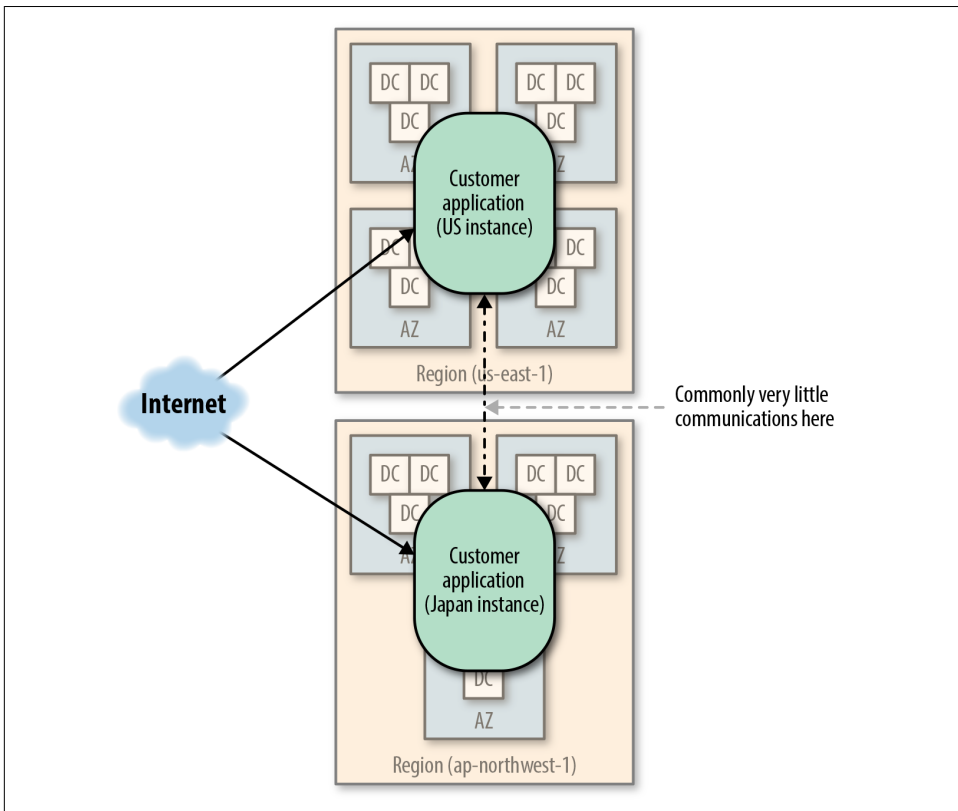 DC DC DC DC
DC DC
Customer
application
(US instance)
DC DC
DC DC
AZ AZ
Region (us-east-1)
Internet
Commonly very little
communications here
DC DC DC DC
DC DC
Customer
application
(Japan instance)
DC
AZ
Region (ap-northwest-1)